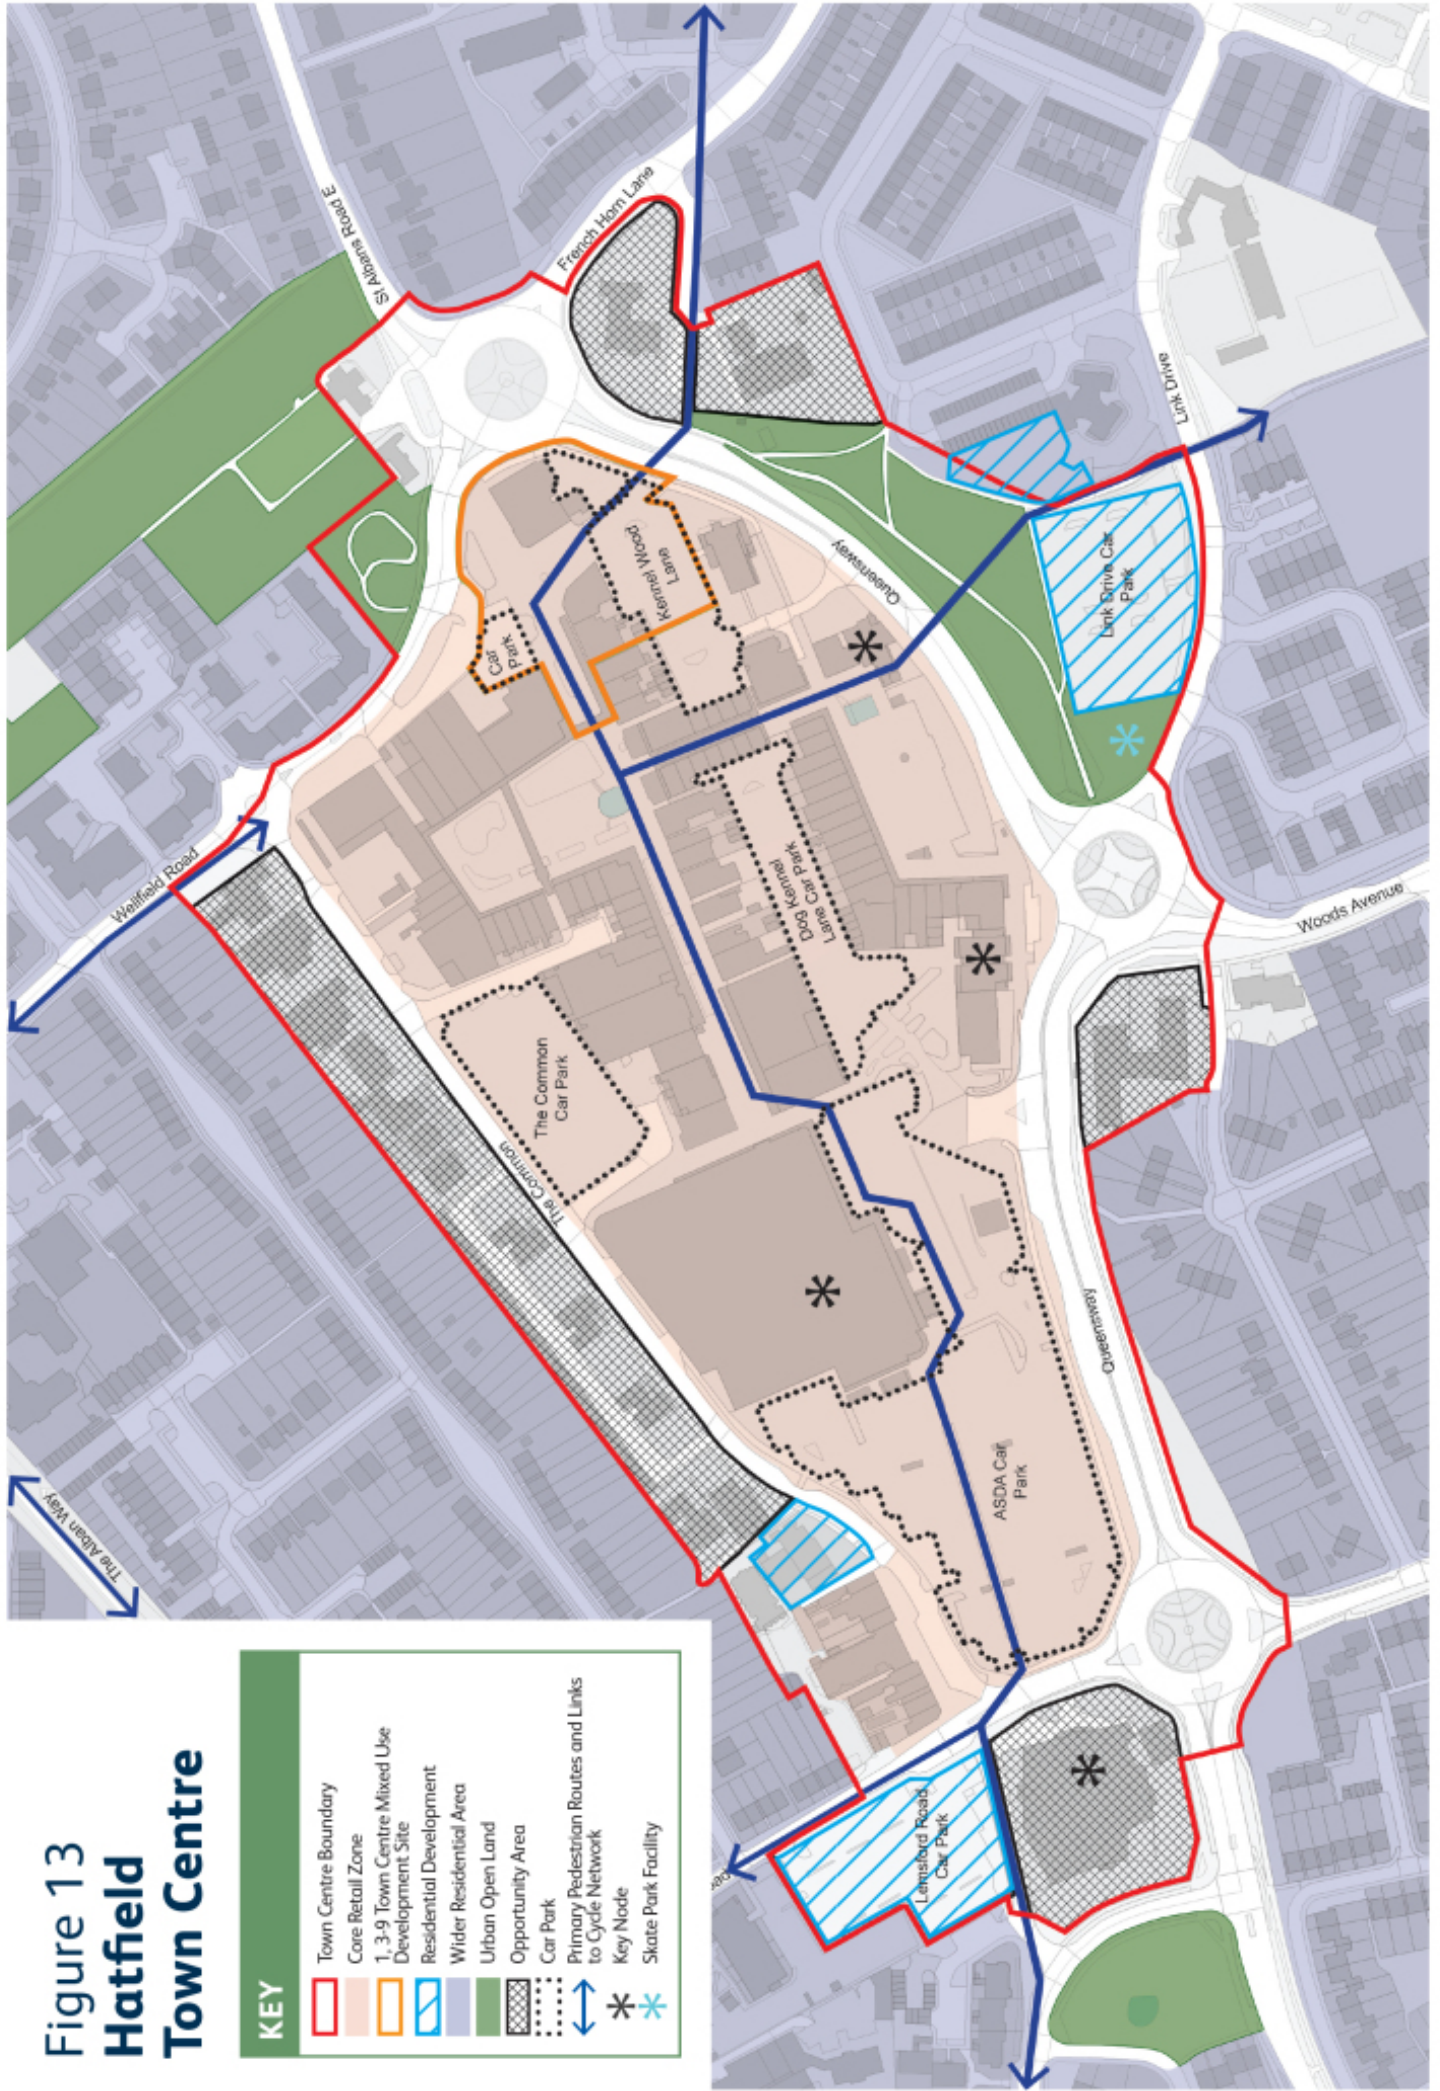 Figure 13
Hatfield
Town Centre
KEY
Town Centre Boundary
Core Retail Zone
1, 3-9 Town Centre Mixed Use
Development Site
Residential Development
Wider Residential Area
Urban Open Land
Opportunity Area
Car Park
Primary Pedestrian Routes and Links
to Cycle Network
Key Node
Skate Park Facility
The Alban Way
Wellfield Road
St Albans Road E
French Horn Lane
The Common
The Common
Car Park
Car
Park
Kennel Wood
Lane
Queensway
Dog Kennel
Lane Car Park
Link Drive Car
Park
Link Drive
Woods Avenue
Queensway
ASDA Car
Park
Lemsford Road
Car Park